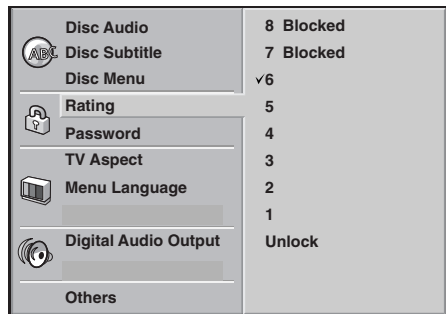 Disc Audio
ABC Disc Subtitle
Disc Menu
Rating
Password
TV Aspect
Menu Language
Digital Audio Output
Others
8 Blocked
7 Blocked
✓6
5
4
3
2
1
Unlock